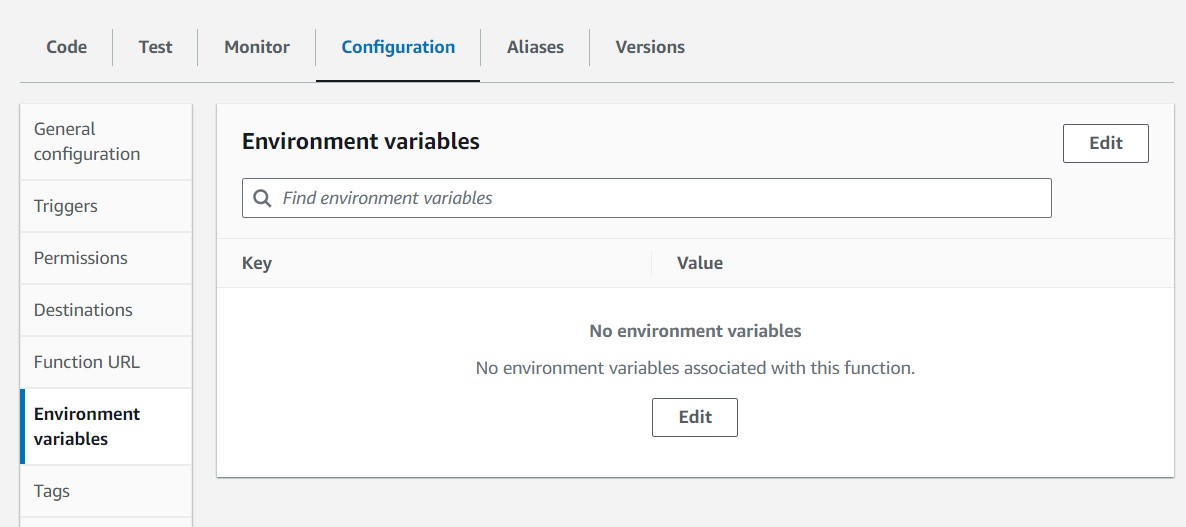 Code Test Monitor Configuration Aliases Versions
General
configuration
Triggers
Permissions
Destinations
Function URL
Environment
variables
Tags
Environment variables
Edit
Find environment variables
Key Value
No environment variables
No environment variables associated with this function.
Edit